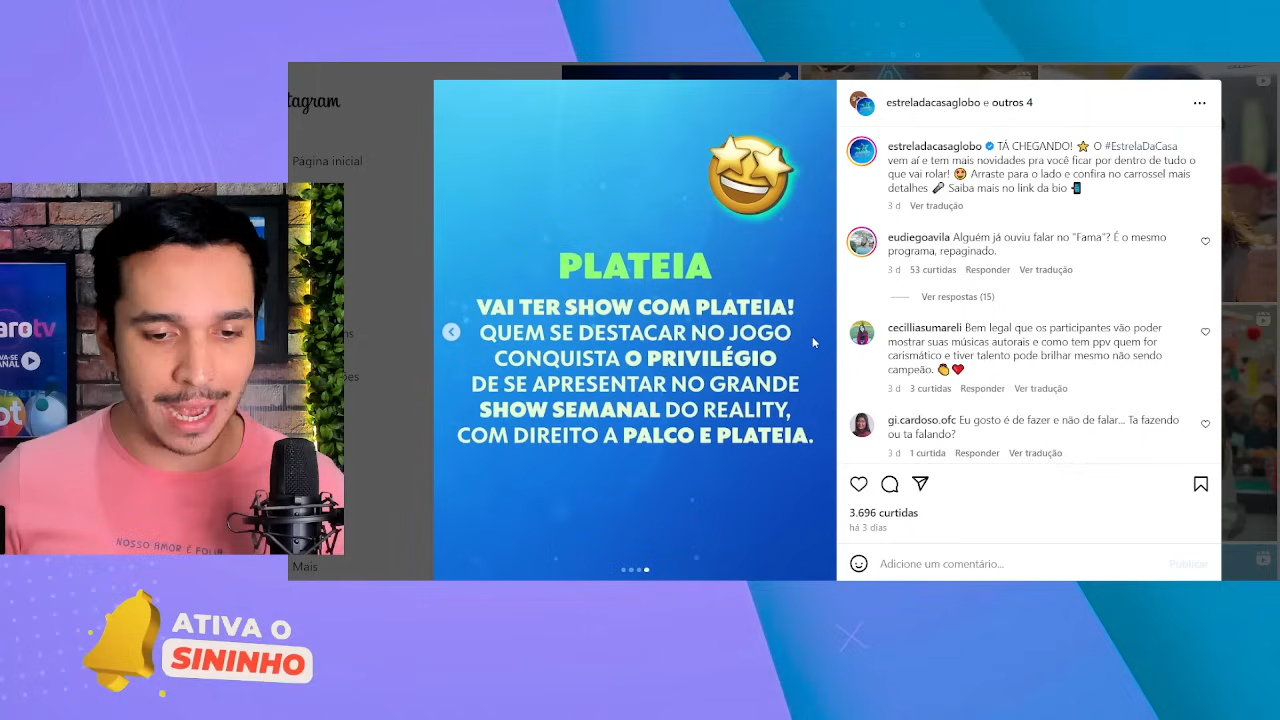 tagram
Página inicial
Mais
aro tv
NOSSO AMOR É FOLIA
ATIVA O
SININHO
PLATEIA
VAI TER SHOW COM PLATEIA!
QUEM SE DESTACAR NO JOGO
CONQUISTA O PRIVILÉGIO
DE SE APRESENTAR NO GRANDE
SHOW SEMANAL DO REALITY,
COM DIREITO A PALCO E PLATEIA.
estreladacasaglobo e outros 4
estreladacasaglobo TÁ CHEGANDO! ⭐ O #EstrelaDaCasa
vem aí e tem mais novidades pra você ficar por dentro de tudo o
que vai rolar! 🤩 Arraste para o lado e confira no carrossel mais
detalhes 🎤 Saiba mais no link da bio 📲
3 d Ver tradução
eudiegoavila Alguém já ouviu falar no "Fama"? É o mesmo
programa, repaginado.
3 d 53 curtidas Responder Ver tradução
Ver respostas (15)
cecilliasumareli Bem legal que os participantes vão poder
mostrar suas músicas autorais e como tem ppv quem for
carismático e tiver talento pode brilhar mesmo não sendo
campeão. 👏❤️
3 d 3 curtidas Responder Ver tradução
gi.cardoso.ofc Eu gosto é de fazer e não de falar... Ta fazendo
ou ta falando?
3 d 1 curtida Responder Ver tradução
3.696 curtidas
há 3 dias
Adicione um comentário...
Publicar